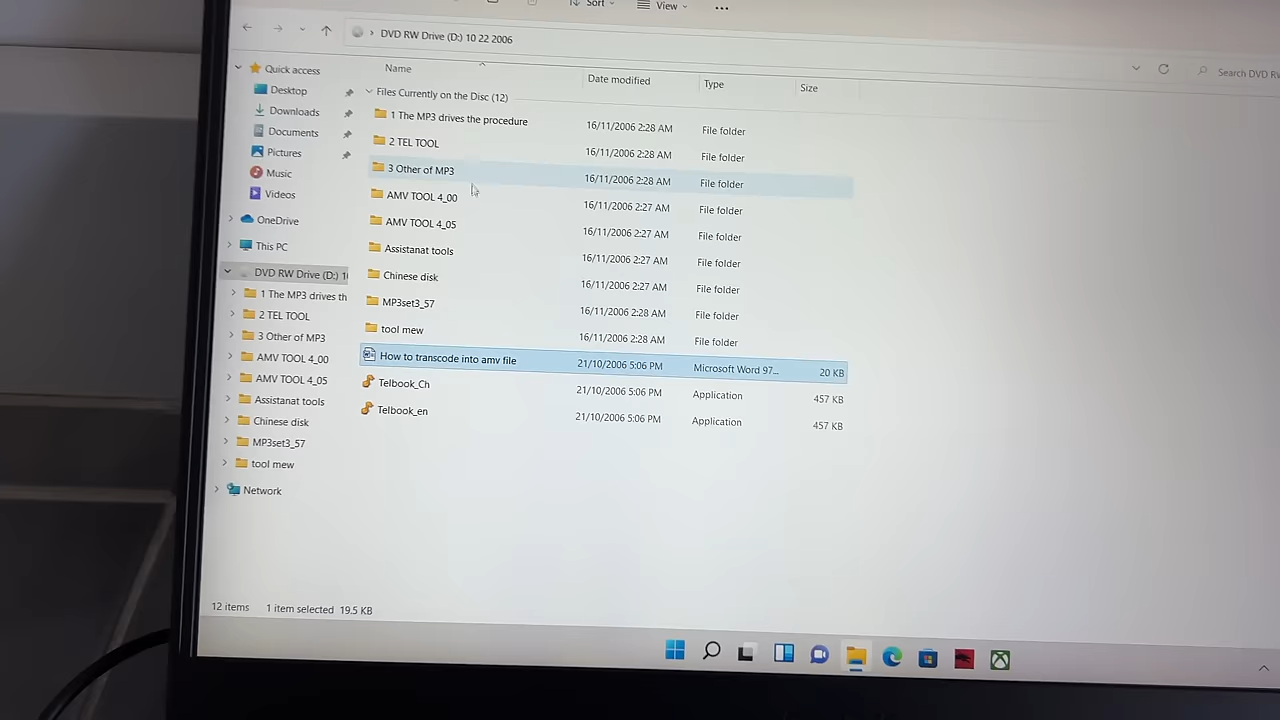 Sort
View
DVD RW Drive (D:) 10 22 2006
Search DVD RW
Quick access
Desktop
Downloads
Documents
Pictures
Music
Videos
OneDrive
This PC
DVD RW Drive (D:) 1
1 The MP3 drives th
2 TEL TOOL
3 Other of MP3
AMV TOOL 4_00
AMV TOOL 4_05
Assistanat tools
Chinese disk
MP3set3_57
tool mew
Network
Name Date modified Type Size
Files Currently on the Disc (12)
1 The MP3 drives the procedure 16/11/2006 2:28 AM File folder
2 TEL TOOL 16/11/2006 2:28 AM File folder
3 Other of MP3 16/11/2006 2:28 AM File folder
AMV TOOL 4_00 16/11/2006 2:27 AM File folder
AMV TOOL 4_05 16/11/2006 2:27 AM File folder
Assistanat tools 16/11/2006 2:27 AM File folder
Chinese disk 16/11/2006 2:27 AM File folder
MP3set3_57 16/11/2006 2:28 AM File folder
tool mew 16/11/2006 2:28 AM File folder
How to transcode into amv file 21/10/2006 5:06 PM Microsoft Word 97... 20 KB
Telbook_Ch 21/10/2006 5:06 PM Application 457 KB
Telbook_en 21/10/2006 5:06 PM Application 457 KB
12 items 1 item selected 19.5 KB